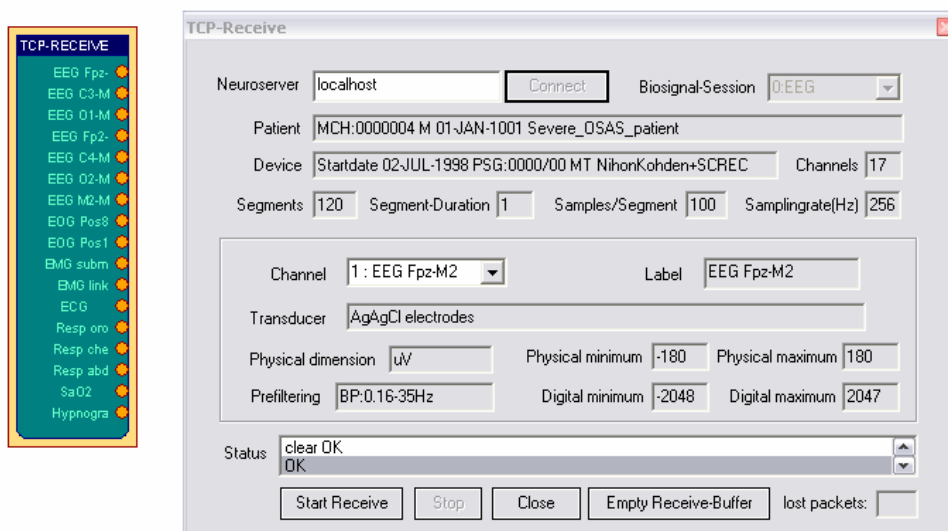 TCP-RECEIVE
EEG Fpz-
EEG C3-M
EEG O1-M
EEG Fp2-
EEG C4-M
EEG O2-M
EEG M2-M
EOG Pos8
EOG Pos1
EMG subm
EMG link
ECG
Resp oro
Resp che
Resp abd
SaO2
Hypnogra
TCP-Receive
Neuroserver localhost Connect Biosignal-Session 0:EEG
Patient MCH:0000004 M 01-JAN-1001 Severe_OSAS_patient
Device Startdate 02-JUL-1998 PSG:0000/00 MT NihonKohden+SCREC Channels 17
Segments 120 Segment-Duration 1 Samples/Segment 100 Samplingrate(Hz) 256
Channel 1 : EEG Fpz-M2 Label EEG Fpz-M2
Transducer AgAgCl electrodes
Physical dimension uV Physical minimum -180 Physical maximum 180
Prefiltering BP:0.16-35Hz Digital minimum -2048 Digital maximum 2047
Status clear OK
OK
Start Receive Stop Close Empty Receive-Buffer lost packets: